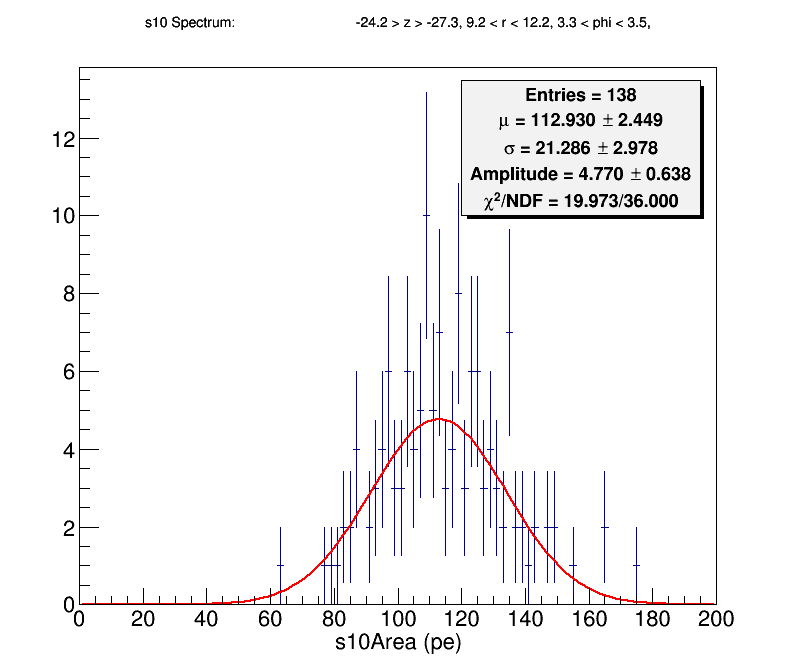 s10 Spectrum: -24.2 > z > -27.3, 9.2 < r < 12.2, 3.3 < phi < 3.5,
Entries = 138
μ = 112.930 ± 2.449
σ = 21.286 ± 2.978
Amplitude = 4.770 ± 0.638
χ²/NDF = 19.973/36.000
12
10
8
6
4
2
0
0 20 40 60 80 100 120 140 160 180 200
s10Area (pe)